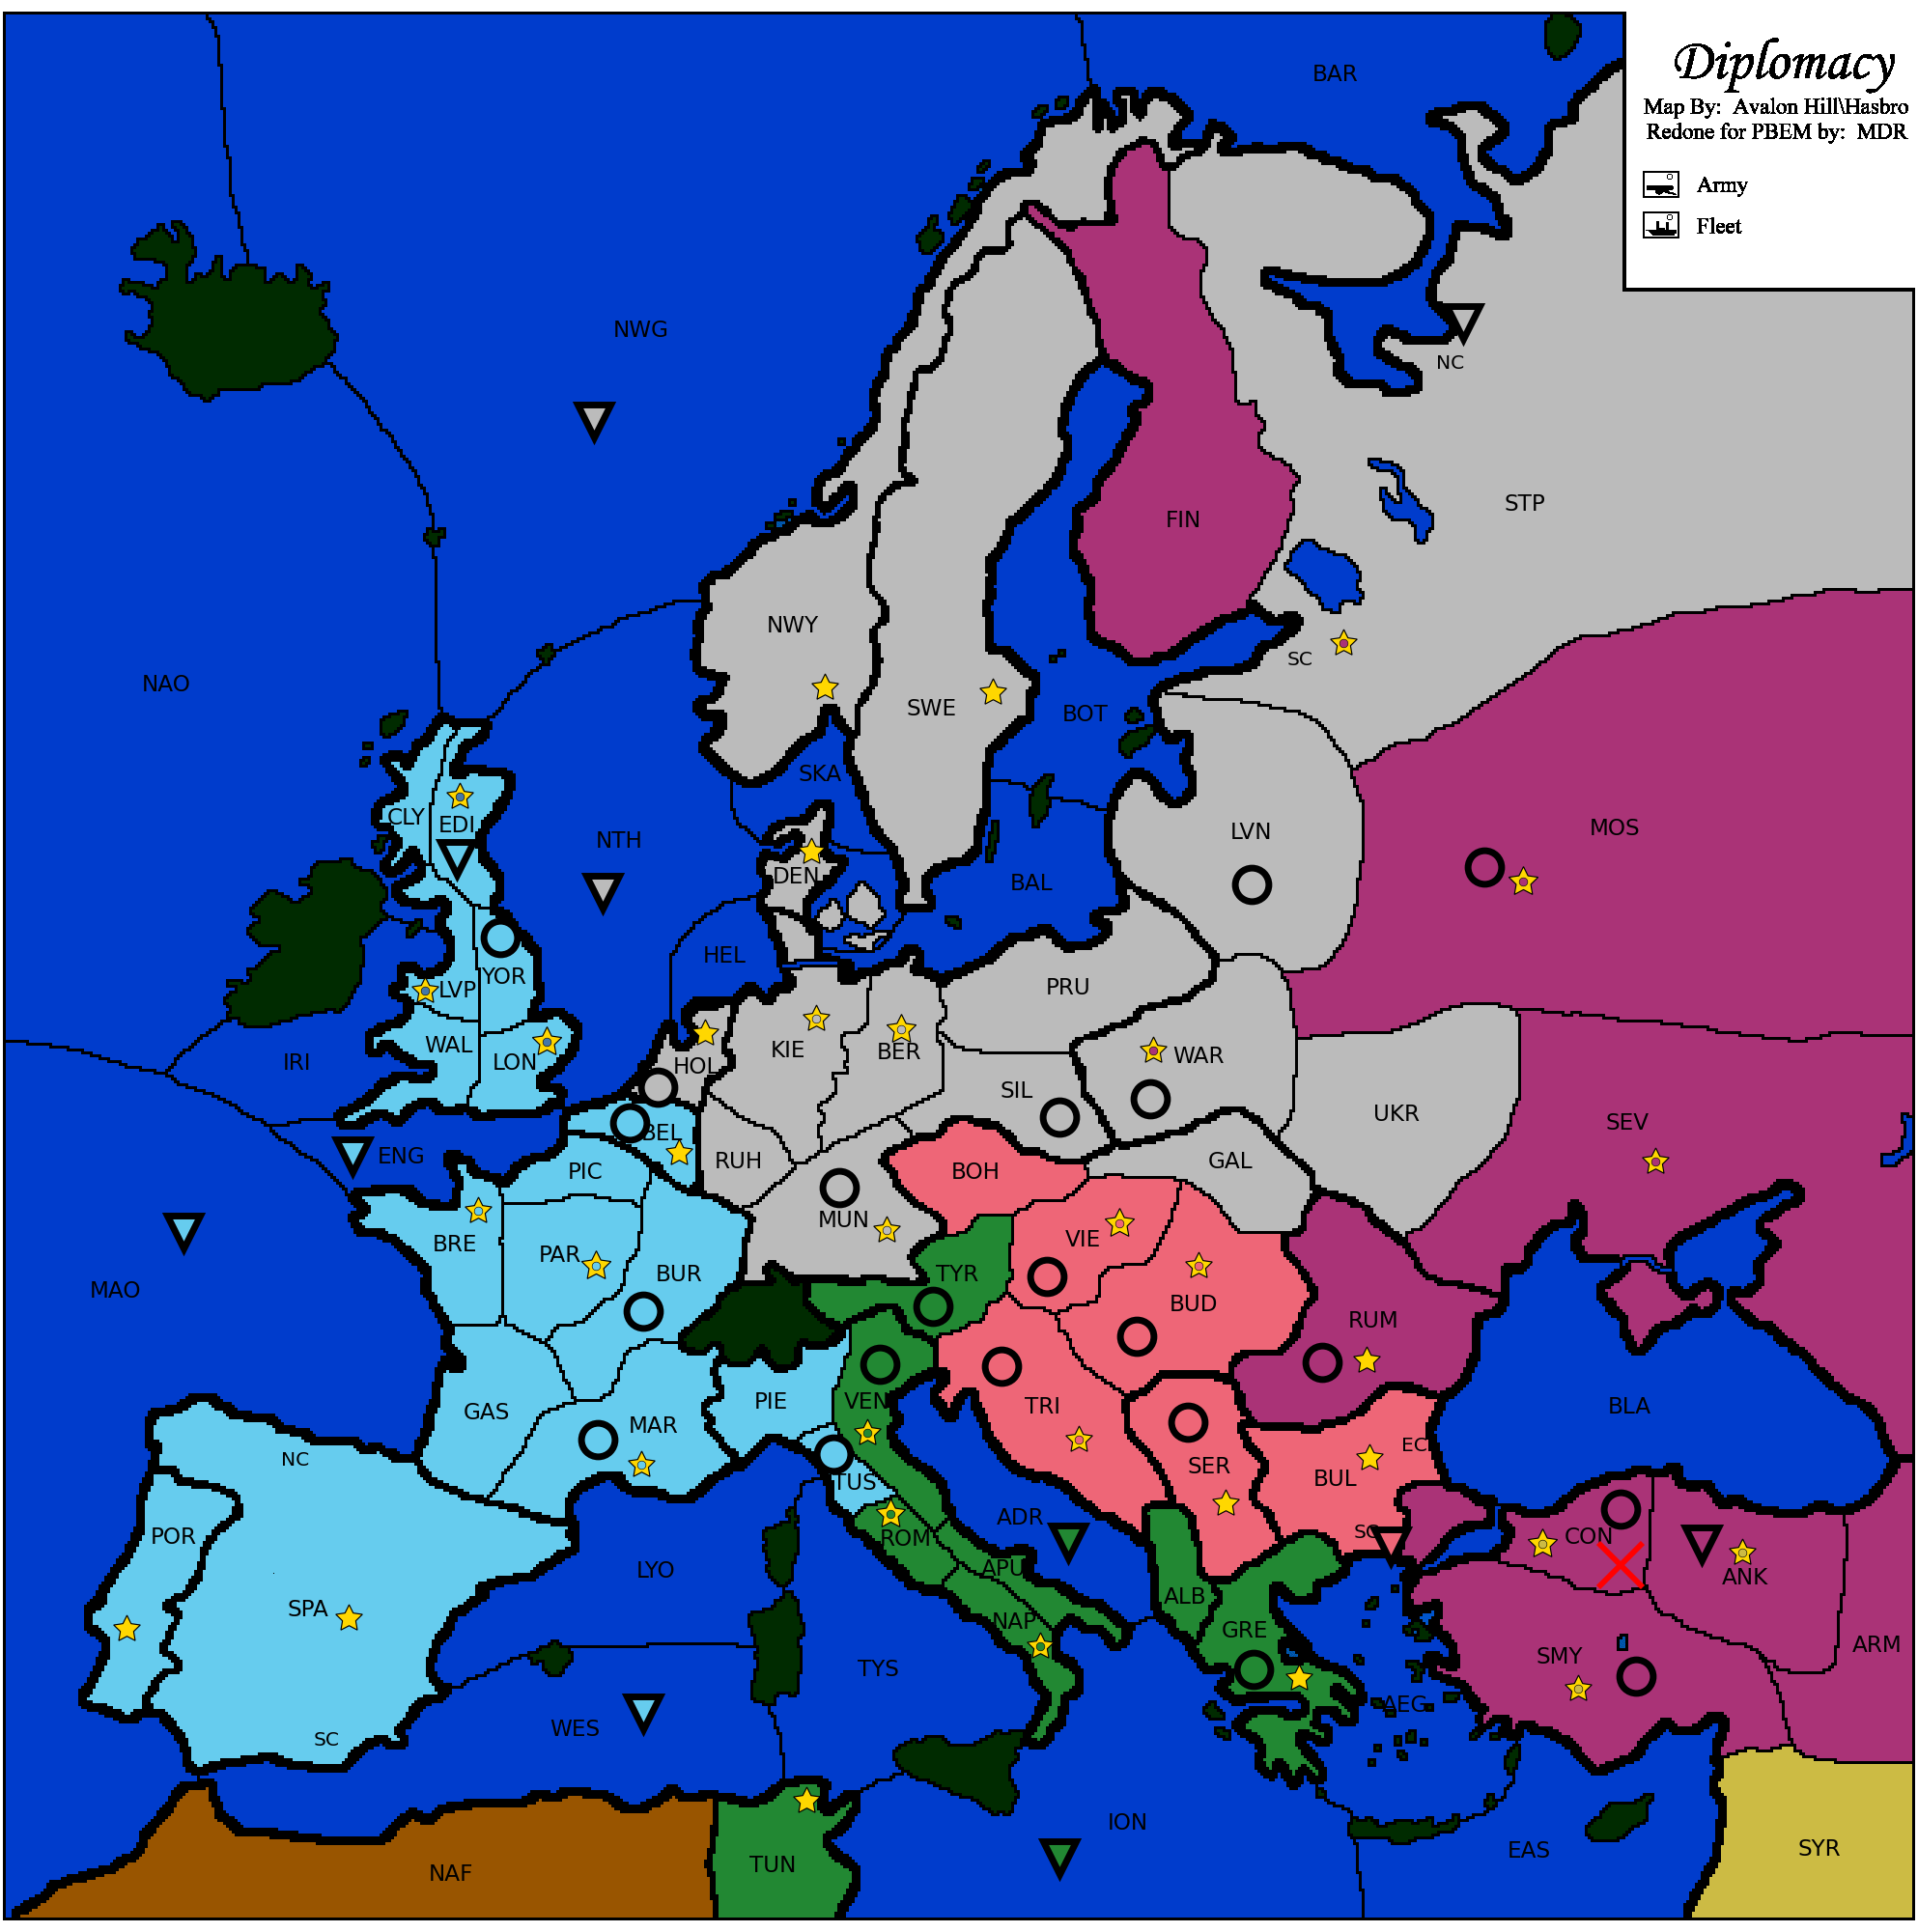 Diplomacy
Map By: Avalon Hill\Hasbro
Redone for PBEM by: MDR
Army
Fleet
BAR
NWG
NC
STP
FIN
NWY
SC
NAO
SWE
BOT
SKA
CLY
EDI
NTH
LVN
MOS
DEN
BAL
HEL
LVP
YOR
PRU
IRI
WAL
LON
HOL
KIE
BER
SIL
WAR
UKR
SEV
ENG
PIC
BEL
RUH
BOH
GAL
MUN
BRE
PAR
BUR
TYR
VIE
MAO
BUD
RUM
GAS
MAR
PIE
VEN
TRI
BLA
NC
TUS
SER
BUL
EC
POR
ROM
ADR
SC
CON
ANK
LYO
APU
SPA
NAP
ALB
GRE
SMY
ARM
TYS
AEG
SC
WES
ION
EAS
SYR
NAF
TUN